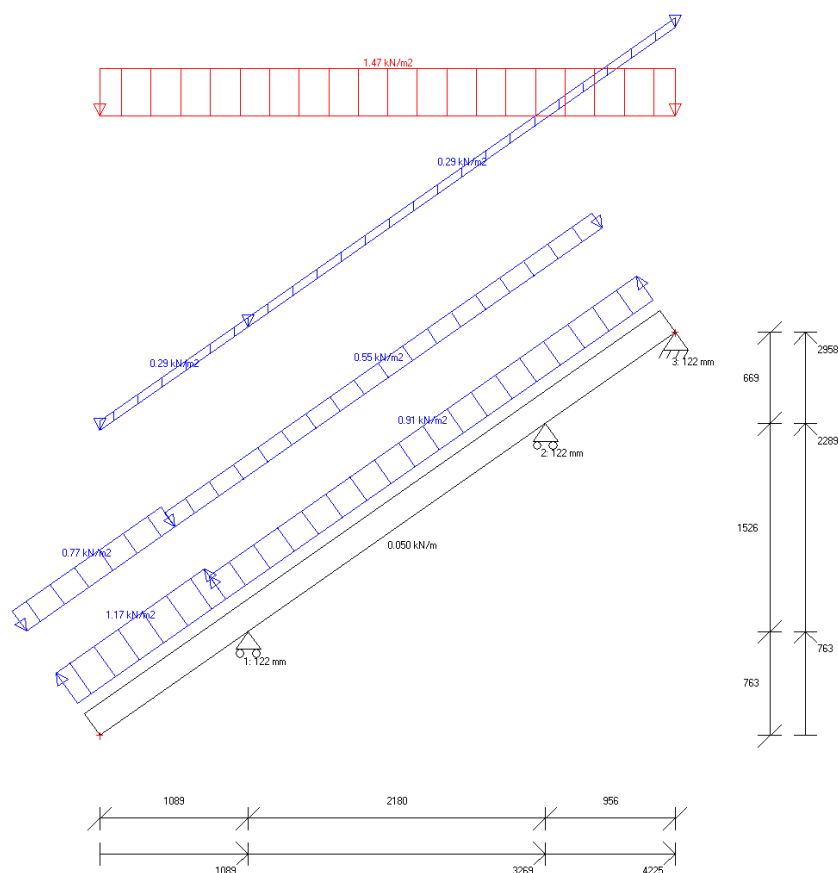 1.47 kN/m2
0.29 kN/m2
0.29 kN/m2
0.55 kN/m2
0.91 kN/m2
0.77 kN/m2
1.17 kN/m2
0.050 kN/m
3: 122 mm
2: 122 mm
1: 122 mm
669
2958
2289
1526
763
763
1089
2180
956
1089
3269
4225